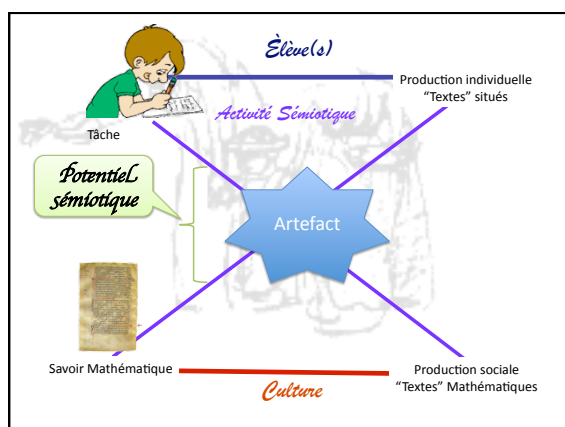 Èlève(s)
Production individuelle
“Textes” situés
Activité Sémiotique
Tâche
Potentiel
sémiotique
Artefact
Savoir Mathématique
Production sociale
“Textes” Mathématiques
Culture